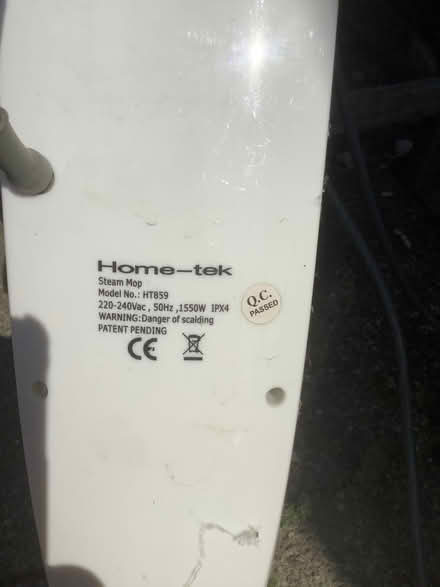 Home-tek
Steam Mop
Model No.: HT859
220-240Vac , 50Hz ,1550W IPX4
WARNING:Danger of scalding
PATENT PENDING
CE
Q.C.
PASSED